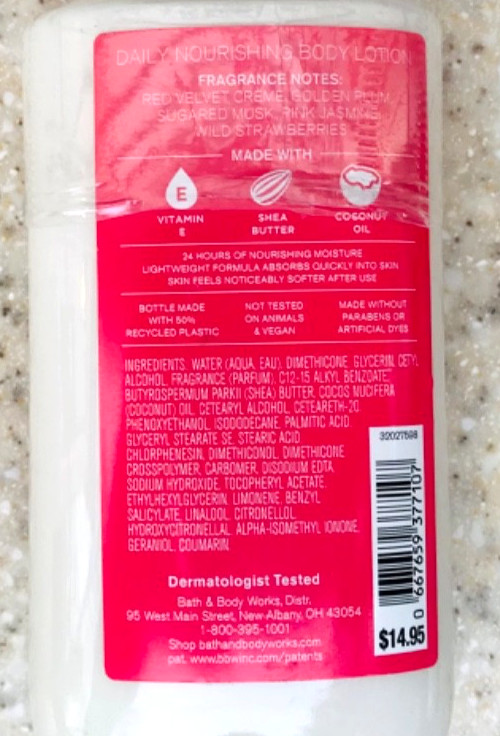 DAILY NOURISHING BODY LOTION
FRAGRANCE NOTES:
RED VELVET CRÈME, GOLDEN PLUM,
SUGARED MUSK, PINK JASMINE,
WILD STRAWBERRIES
MADE WITH
E
VITAMIN
E
SHEA
BUTTER
COCONUT
OIL
24 HOURS OF NOURISHING MOISTURE
LIGHTWEIGHT FORMULA ABSORBS QUICKLY INTO SKIN
SKIN FEELS NOTICEABLY SOFTER AFTER USE
BOTTLE MADE
WITH 50%
RECYCLED PLASTIC
NOT TESTED
ON ANIMALS
& VEGAN
MADE WITHOUT
PARABENS OR
ARTIFICIAL DYES
INGREDIENTS: WATER (AQUA, EAU), DIMETHICONE, GLYCERIN, CETYL
ALCOHOL, FRAGRANCE (PARFUM), C12-15 ALKYL BENZOATE,
BUTYROSPERMUM PARKII (SHEA) BUTTER, COCOS NUCIFERA
(COCONUT) OIL, CETEARYL ALCOHOL, CETEARETH-20,
PHENOXYETHANOL, ISODODECANE, PALMITIC ACID,
GLYCERYL STEARATE SE, STEARIC ACID,
CHLORPHENESIN, DIMETHICONOL, DIMETHICONE
CROSSPOLYMER, CARBOMER, DISODIUM EDTA,
SODIUM HYDROXIDE, TOCOPHERYL ACETATE,
ETHYLHEXYLGLYCERIN, LIMONENE, BENZYL
SALICYLATE, LINALOOL, CITRONELLOL,
HYDROXYCITRONELLAL, ALPHA-ISOMETHYL IONONE,
GERANIOL, COUMARIN.
32027598
0 667659 377107
$14.95
Dermatologist Tested
Bath & Body Works, Distr.
95 West Main Street, New Albany, OH 43054
1-800-395-1001
Shop bathandbodyworks.com
pat. www.bbwinc.com/patents